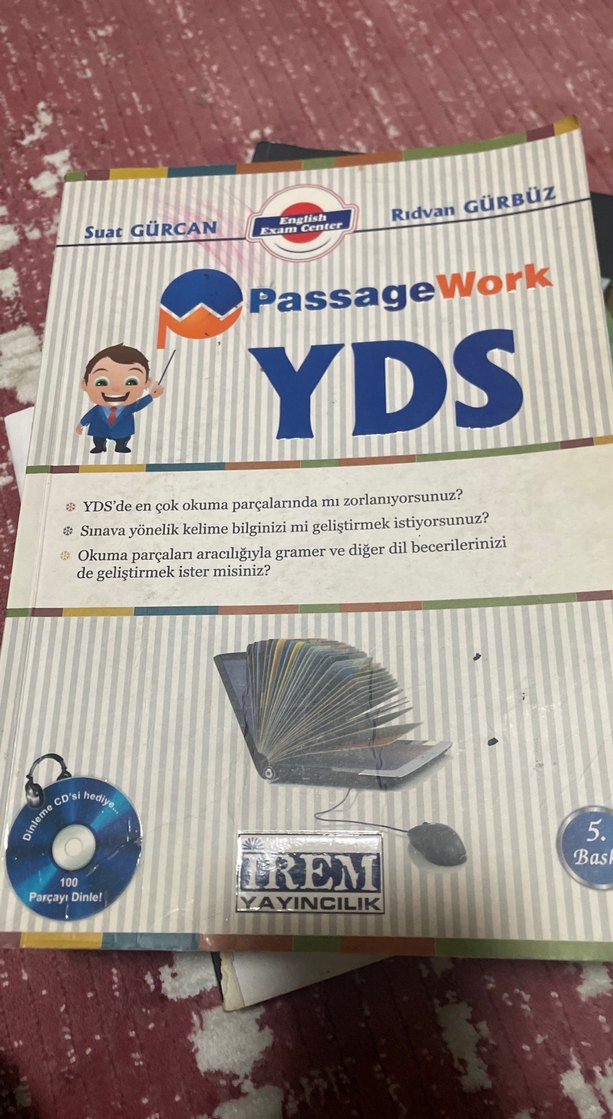 Suat GÜRCAN
English
Exam Center
Rıdvan GÜRBÜZ
PassageWork
YDS
YDS'de en çok okuma parçalarında mı zorlanıyorsunuz?
Sınava yönelik kelime bilginizi mi geliştirmek istiyorsunuz?
Okuma parçaları aracılığıyla gramer ve diğer dil becerilerinizi
de geliştirmek ister misiniz?
Dinleme CD'si hediye...
100
Parçayı Dinle!
5.
İREM
YAYINCILIK